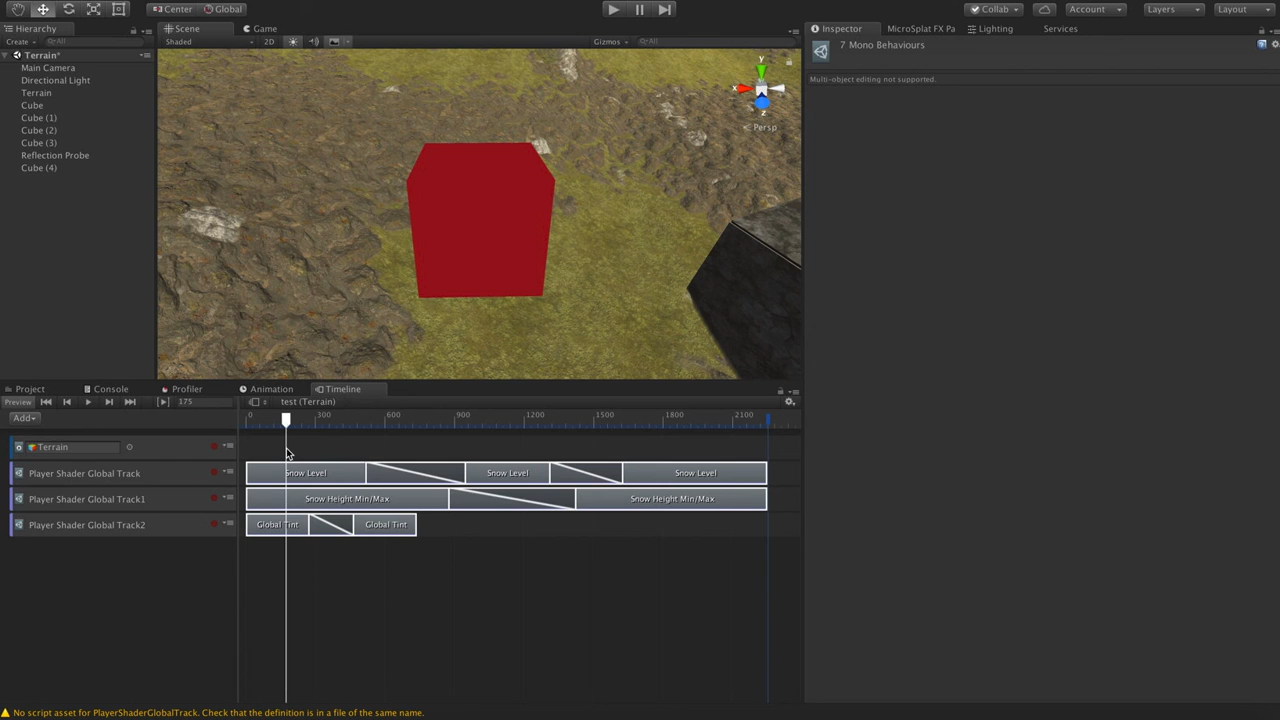 Center Global
Collab Account Layers Layout
Hierarchy
Create All
Terrain*
Main Camera
Directional Light
Terrain
Cube
Cube (1)
Cube (2)
Cube (3)
Reflection Probe
Cube (4)
Scene Game
Shaded 2D Gizmos All
y
x
z
Persp
Inspector MicroSplat FX Pa Lighting Services
7 Mono Behaviours
Multi-object editing not supported.
Project Console Profiler Animation Timeline
Preview 175 test (Terrain)
Add
0 300 600 900 1200 1500 1800 2100
Terrain
Player Shader Global Track Snow Level Snow Level Snow Level
Player Shader Global Track1 Snow Height Min/Max Snow Height Min/Max
Player Shader Global Track2 Global Tint Global Tint
No script asset for PlayerShaderGlobalTrack. Check that the definition is in a file of the same name.